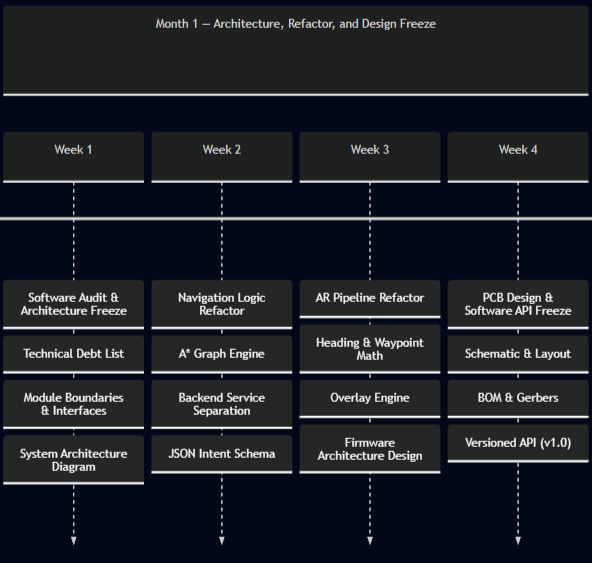 Month 1 — Architecture, Refactor, and Design Freeze
Week 1
Week 2
Week 3
Week 4
Software Audit &
Architecture Freeze
Technical Debt List
Module Boundaries
& Interfaces
System Architecture
Diagram
Navigation Logic
Refactor
A* Graph Engine
Backend Service
Separation
JSON Intent Schema
AR Pipeline Refactor
Heading & Waypoint
Math
Overlay Engine
Firmware
Architecture Design
PCB Design &
Software API Freeze
Schematic & Layout
BOM & Gerbers
Versioned API (v1.0)